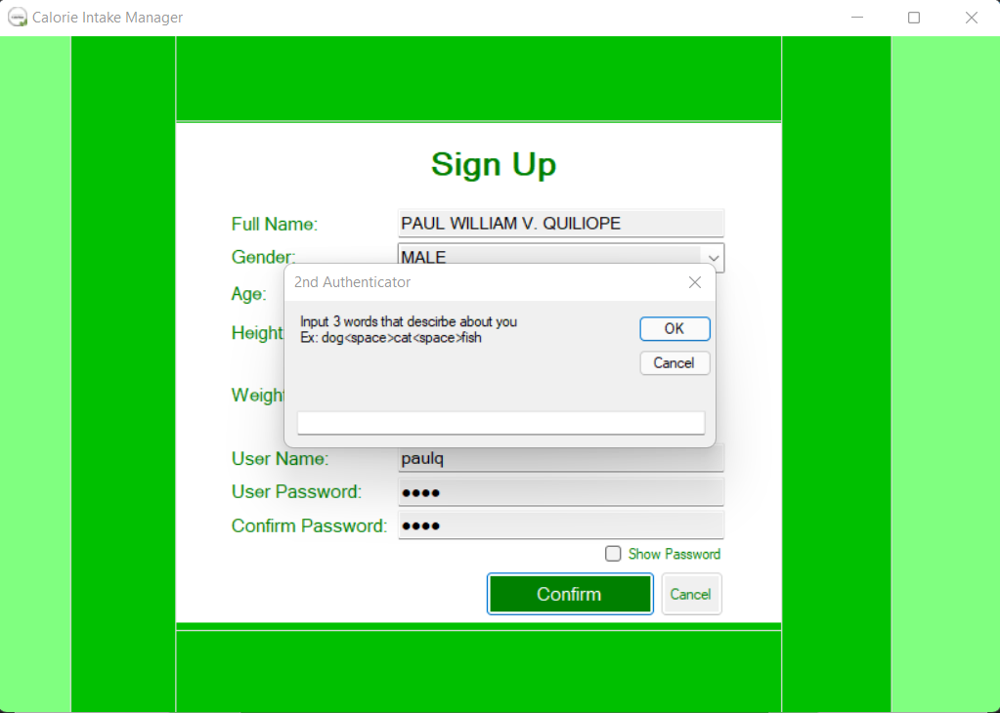 Calorie Intake Manager
Sign Up
Full Name: PAUL WILLIAM V. QUILIOPE
Gender: MALE
2nd Authenticator
Age:
Input 3 words that descirbe about you
OK
Height
Ex: dog<space>cat<space>fish
Cancel
Weight
User Name: paulq
User Password: ●●●●
Confirm Password: ●●●●
Show Password
Confirm
Cancel